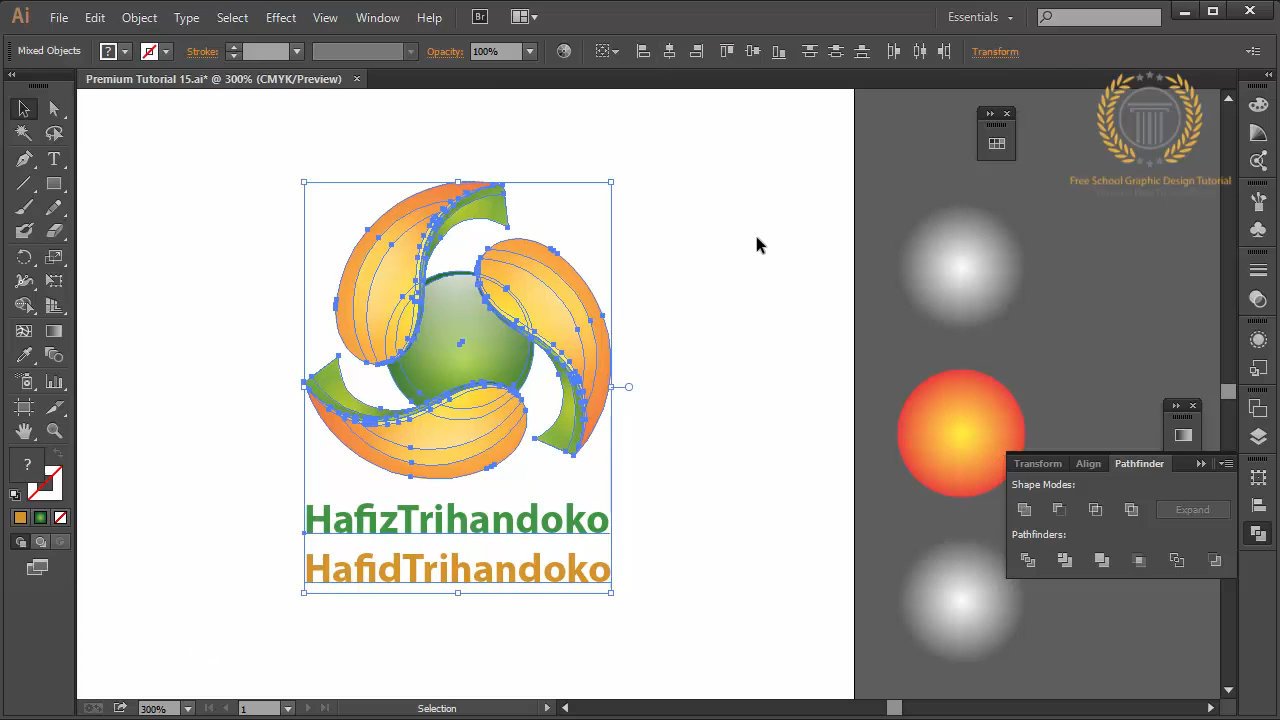 Ai File Edit Object Type Select Effect View Window Help Br Essentials
Mixed Objects ? Stroke: Opacity: 100% Transform
Premium Tutorial 15.ai* @ 300% (CMYK/Preview)
Free School Graphic Design Tutorial
HafizTrihandoko
HafidTrihandoko
Transform Align Pathfinder
Shape Modes:
Expand
Pathfinders:
?
300% 1 Selection